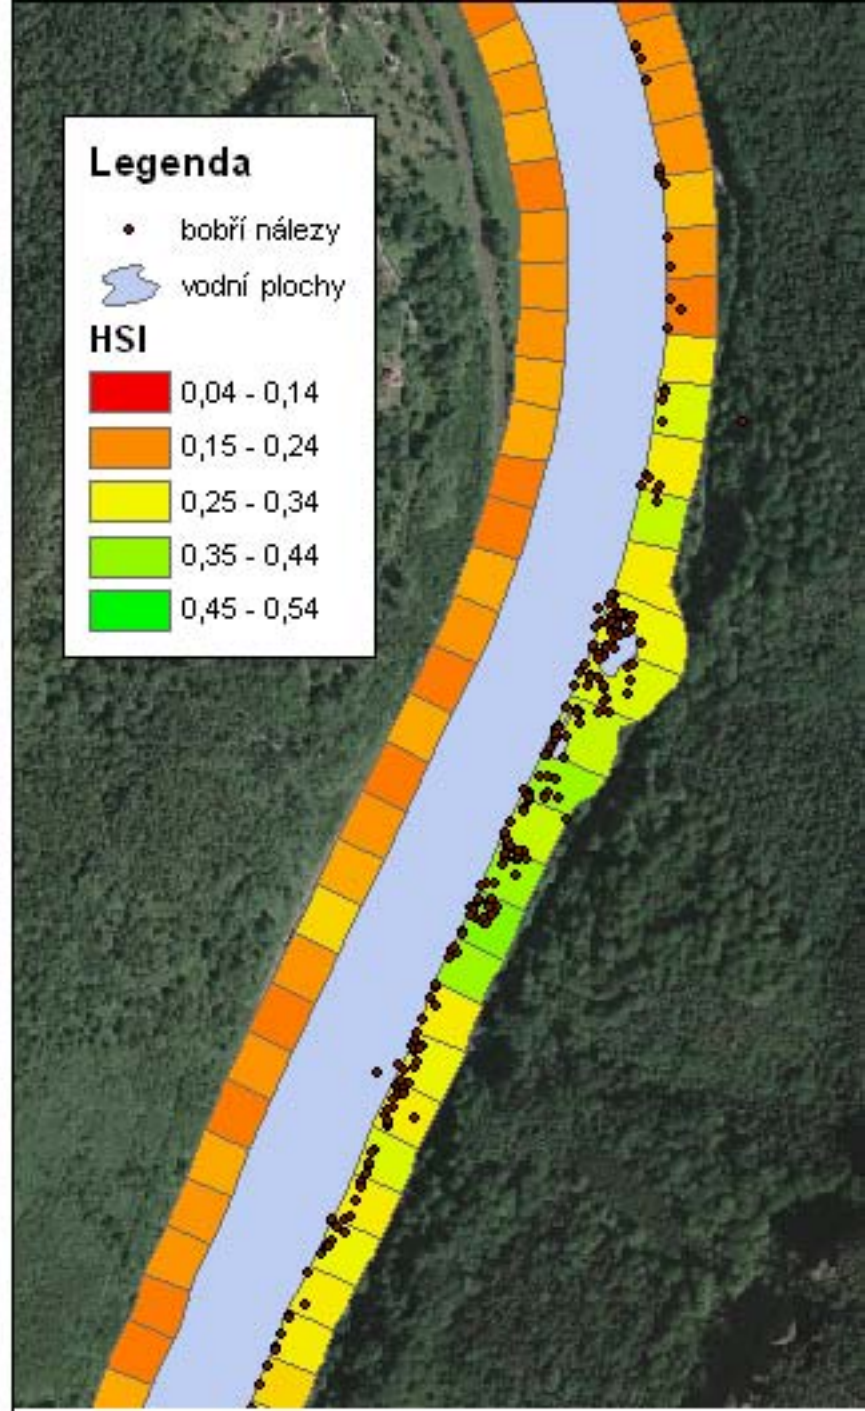 Legenda
bobří nálezy
vodní plochy
HSI
0,04 - 0,14
0,15 - 0,24
0,25 - 0,34
0,35 - 0,44
0,45 - 0,54